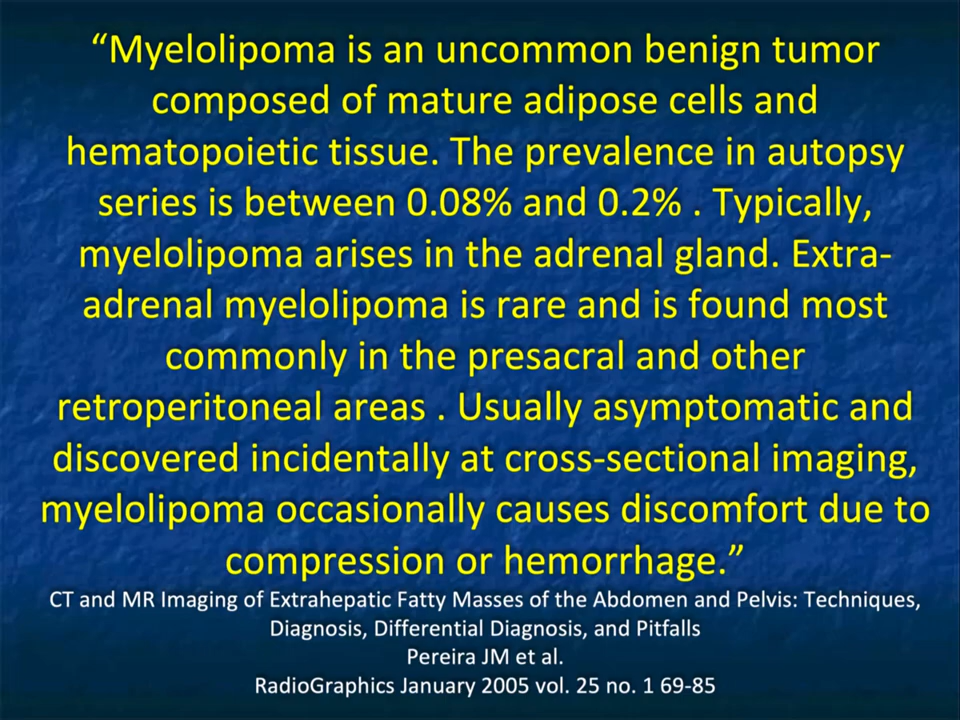 “Myelolipoma is an uncommon benign tumor
composed of mature adipose cells and
hematopoietic tissue. The prevalence in autopsy
series is between 0.08% and 0.2% . Typically,
myelolipoma arises in the adrenal gland. Extra-
adrenal myelolipoma is rare and is found most
commonly in the presacral and other
retroperitoneal areas . Usually asymptomatic and
discovered incidentally at cross-sectional imaging,
myelolipoma occasionally causes discomfort due to
compression or hemorrhage.”
CT and MR Imaging of Extrahepatic Fatty Masses of the Abdomen and Pelvis: Techniques,
Diagnosis, Differential Diagnosis, and Pitfalls
Pereira JM et al.
RadioGraphics January 2005 vol. 25 no. 1 69-85